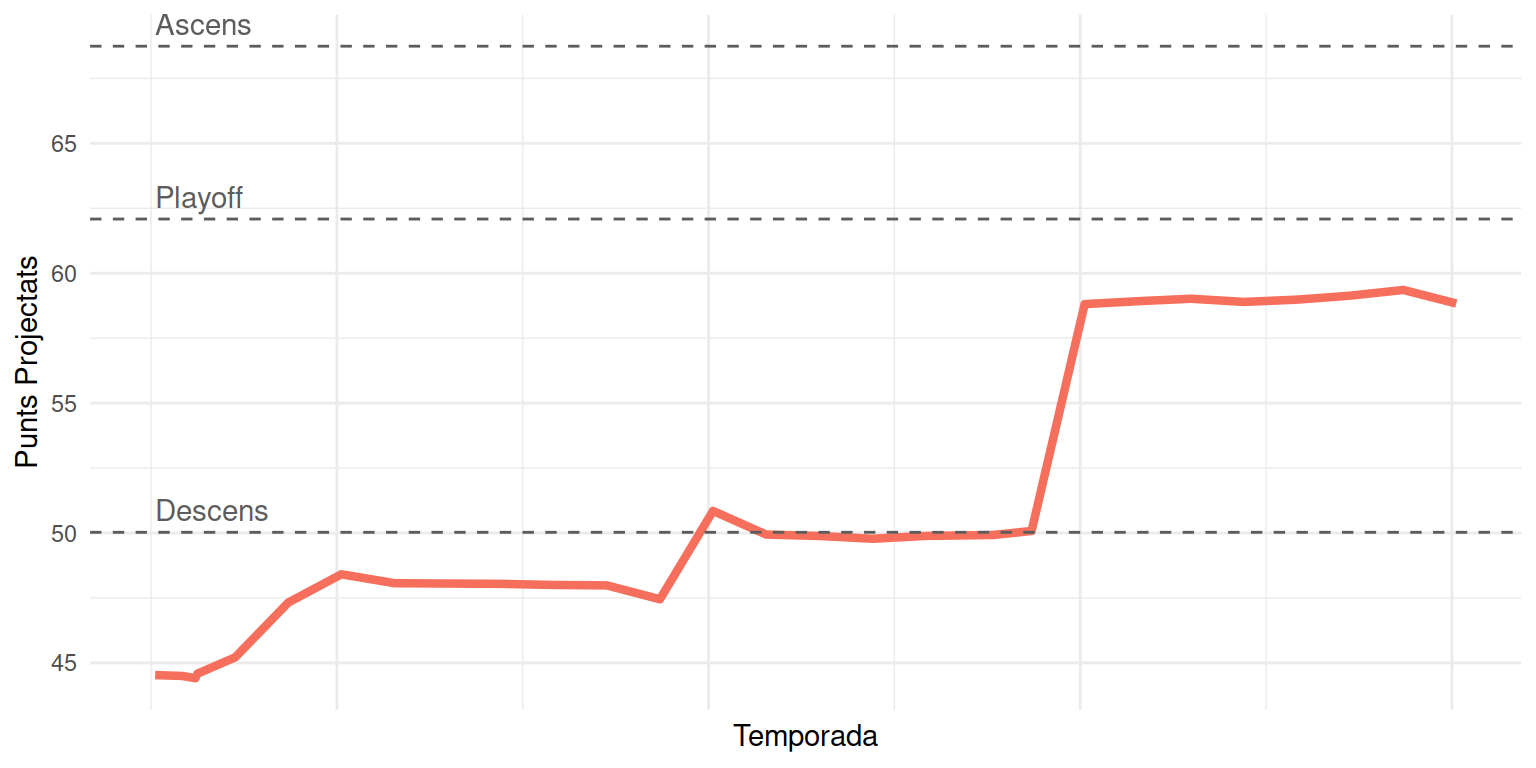 Ascens
65
Playoff
60
Punts Projectats
55
Descens
50
45
Temporada